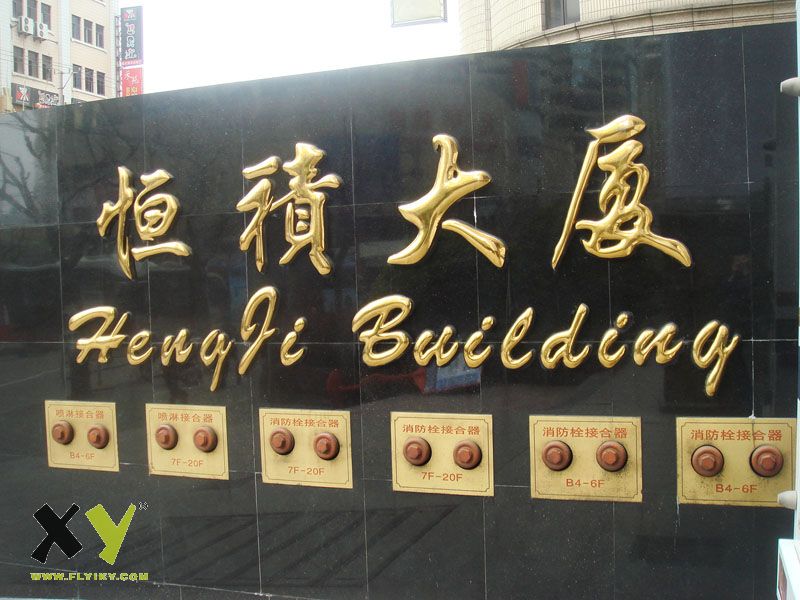 恒積大厦
HengJi Building
喷淋接合器
B4-6F
喷淋接合器
7F-20F
消防栓接合器
7F-20F
消防栓接合器
7F-20F
消防栓接合器
B4-6F
消防栓接合器
B4-6F
XY®
WWW.FLYIKY.COM